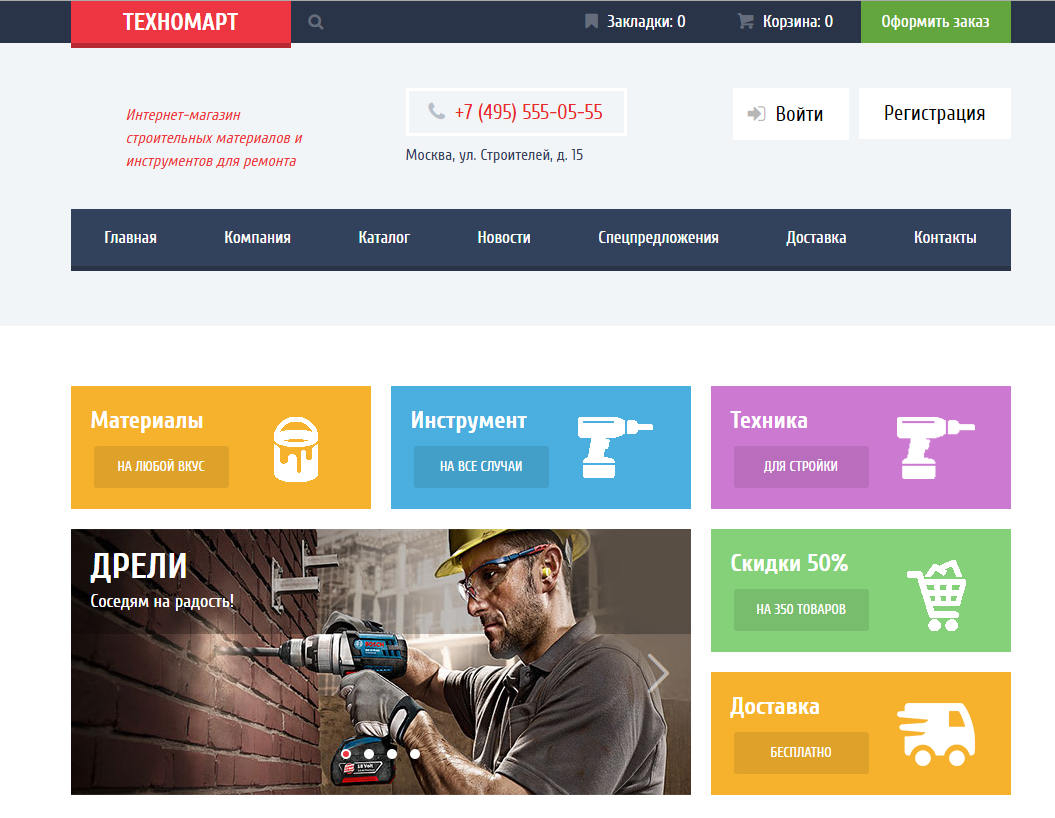 ТЕХНОМАРТ
Закладки: 0
Корзина: 0
Оформить заказ
Интернет-магазин
строительных материалов и
инструментов для ремонта
+7 (495) 555-05-55
Москва, ул. Строителей, д. 15
Войти
Регистрация
Главная
Компания
Каталог
Новости
Спецпредложения
Доставка
Контакты
Материалы
НА ЛЮБОЙ ВКУС
Инструмент
НА ВСЕ СЛУЧАИ
Техника
ДЛЯ СТРОЙКИ
ДРЕЛИ
Соседям на радость!
Скидки 50%
НА 350 ТОВАРОВ
Доставка
БЕСПЛАТНО